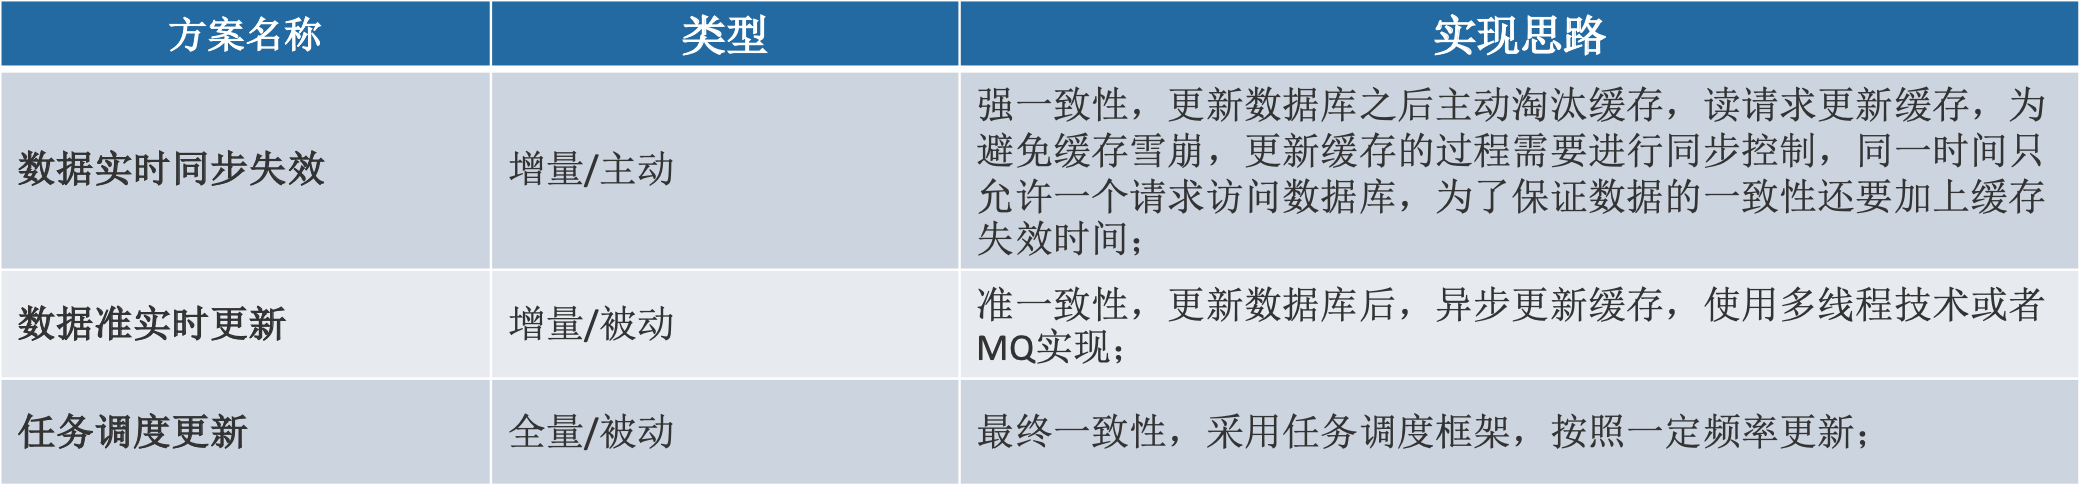 方案名称
类型
实现思路
数据实时同步失效
增量/主动
强一致性，更新数据库之后主动淘汰缓存，读请求更新缓存，为
避免缓存雪崩，更新缓存的过程需要进行同步控制，同一时间只
允许一个请求访问数据库，为了保证数据的一致性还要加上缓存
失效时间；
数据准实时更新
增量/被动
准一致性，更新数据库后，异步更新缓存，使用多线程技术或者
MQ实现；
任务调度更新
全量/被动
最终一致性，采用任务调度框架，按照一定频率更新；